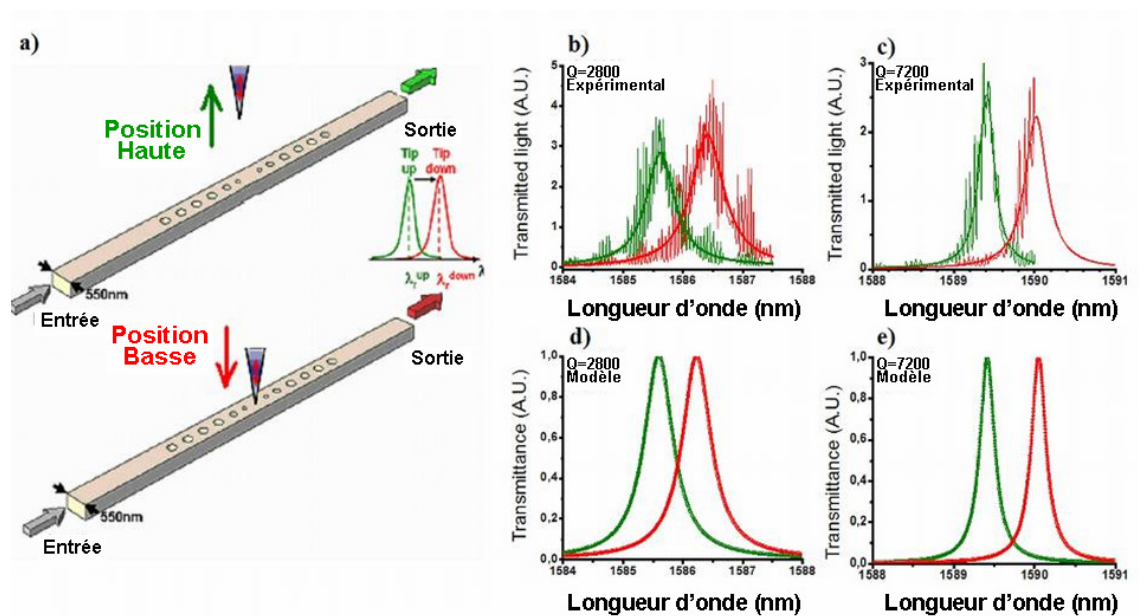 a)
Position
Haute
Sortie
Tip
up
Tip
down
λ
λr up
λr down
550nm
Entrée
Position
Basse
Sortie
550nm
Entrée
b)
Q=2800
Expérimental
Transmitted light (A.U.)
5
4
3
2
1
0
1584 1585 1586 1587 1588
Longueur d'onde (nm)
c)
Q=7200
Expérimental
Transmitted light (A.U.)
3
2
1
0
1588 1589 1590 1591
Longueur d'onde (nm)
d)
Q=2800
Modèle
Transmittance (A.U.)
1,0
0,8
0,6
0,4
0,2
0,0
1584 1585 1586 1587 1588
Longueur d'onde (nm)
e)
Q=7200
Modèle
Transmittance (A.U.)
1,0
0,8
0,6
0,4
0,2
0,0
1588 1589 1590 1591
Longueur d'onde (nm)